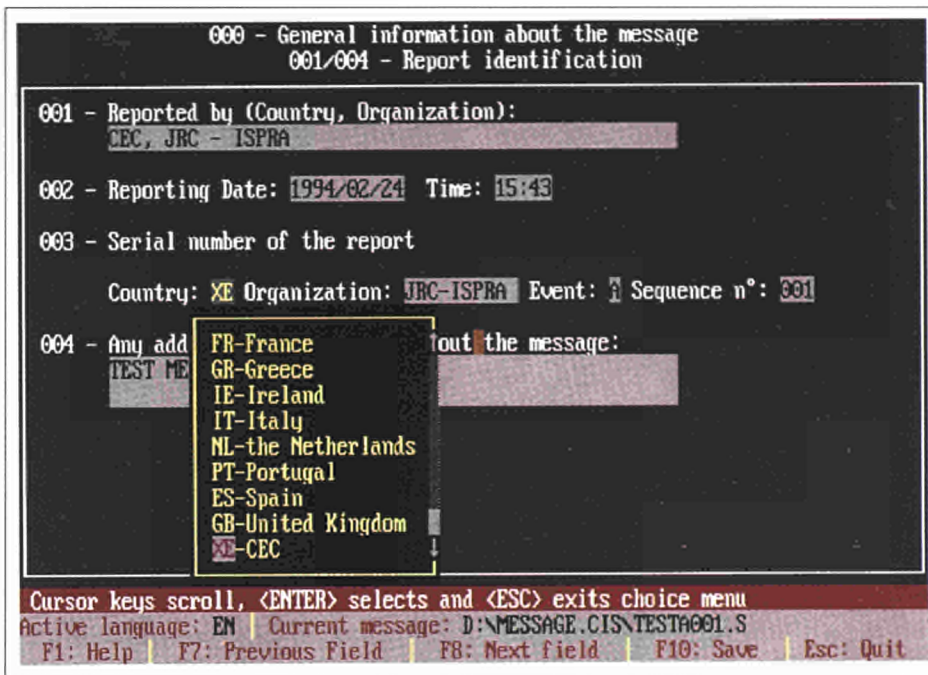 000 - General information about the message
001/004 - Report identification
001 - Reported by (Country, Organization):
CEC, JRC - ISPRA
002 - Reporting Date: 1994/02/24 Time: 15:43
003 - Serial number of the report
Country: XE Organization: JRC-ISPRA Event: A Sequence n°: 001
004 - Any add out the message:
TEST ME
FR-France
GR-Greece
IE-Ireland
IT-Italy
NL-the Netherlands
PT-Portugal
ES-Spain
GB-United Kingdom
XE-CEC
Cursor keys scroll, <ENTER> selects and <ESC> exits choice menu
Active language: EN | Current message: D:\MESSAGE.CIS\TESTA001.S
F1: Help | F7: Previous Field | F8: Next field | F10: Save | Esc: Quit